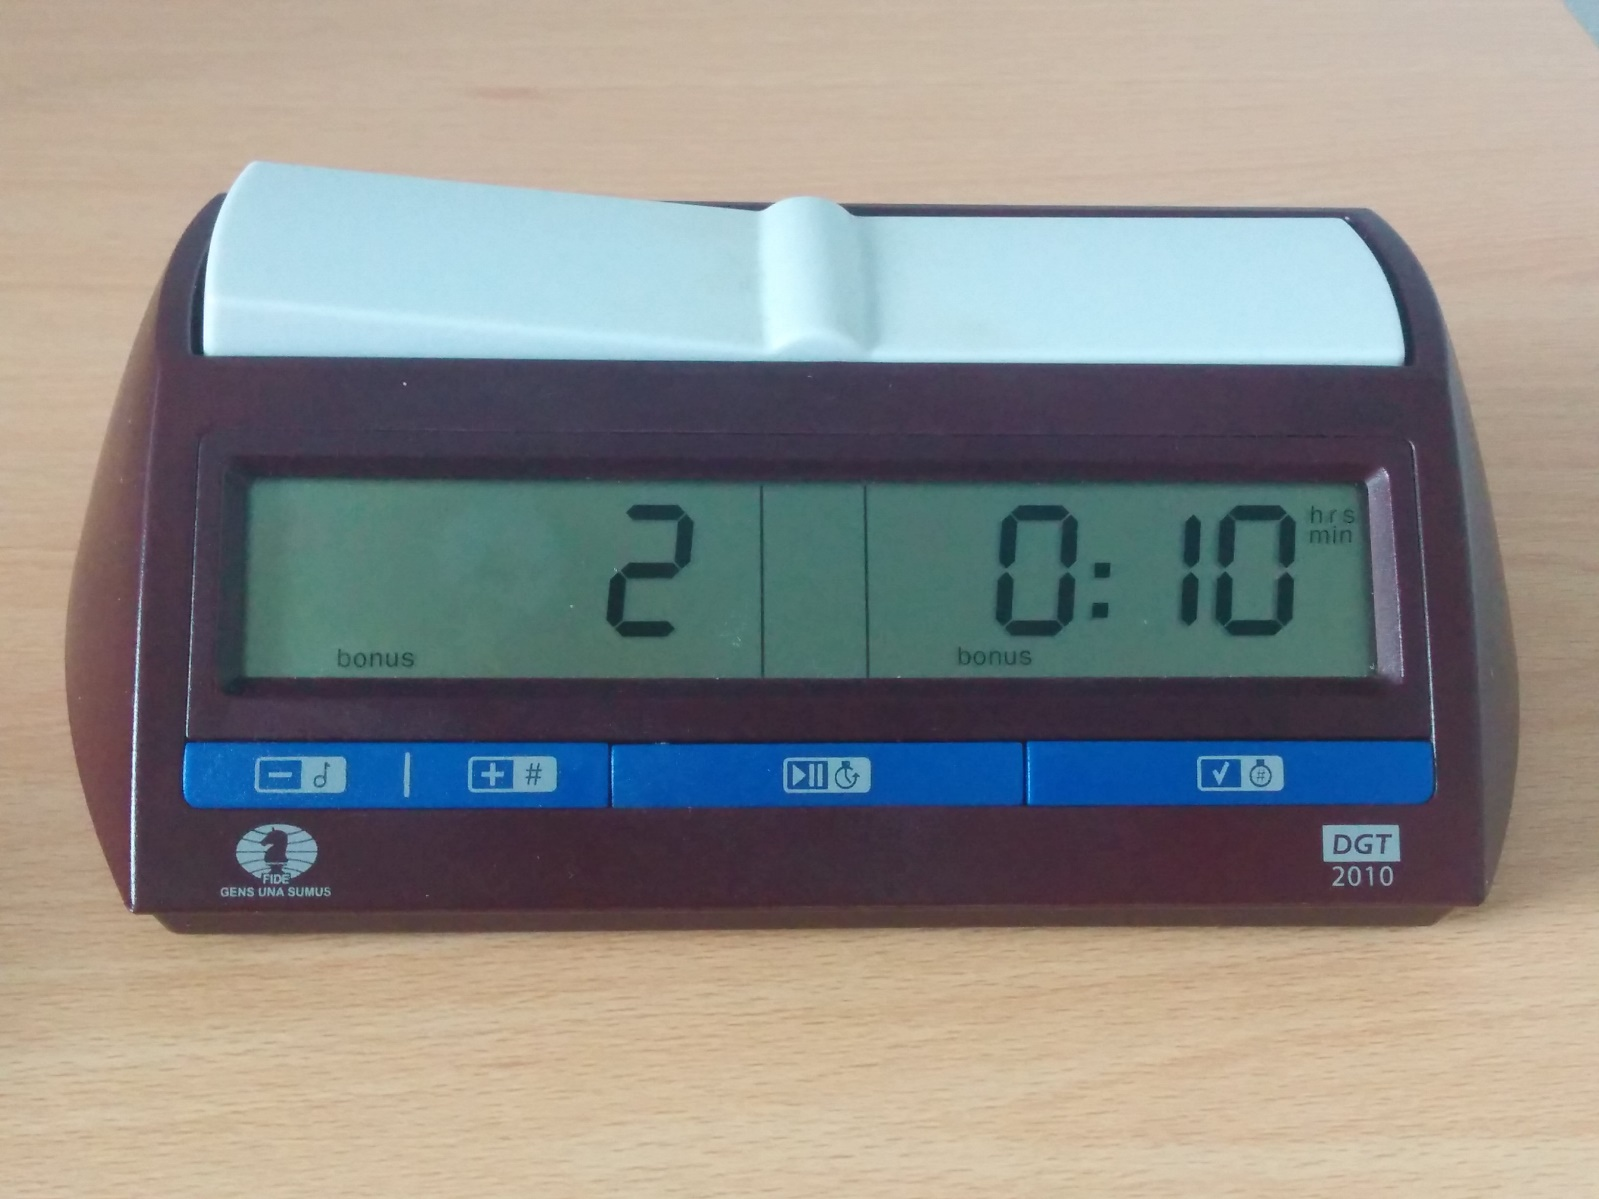 2
0:10
hrs
min
bonus
bonus
#
#
FIDE
GENS UNA SUMUS
DGT
2010